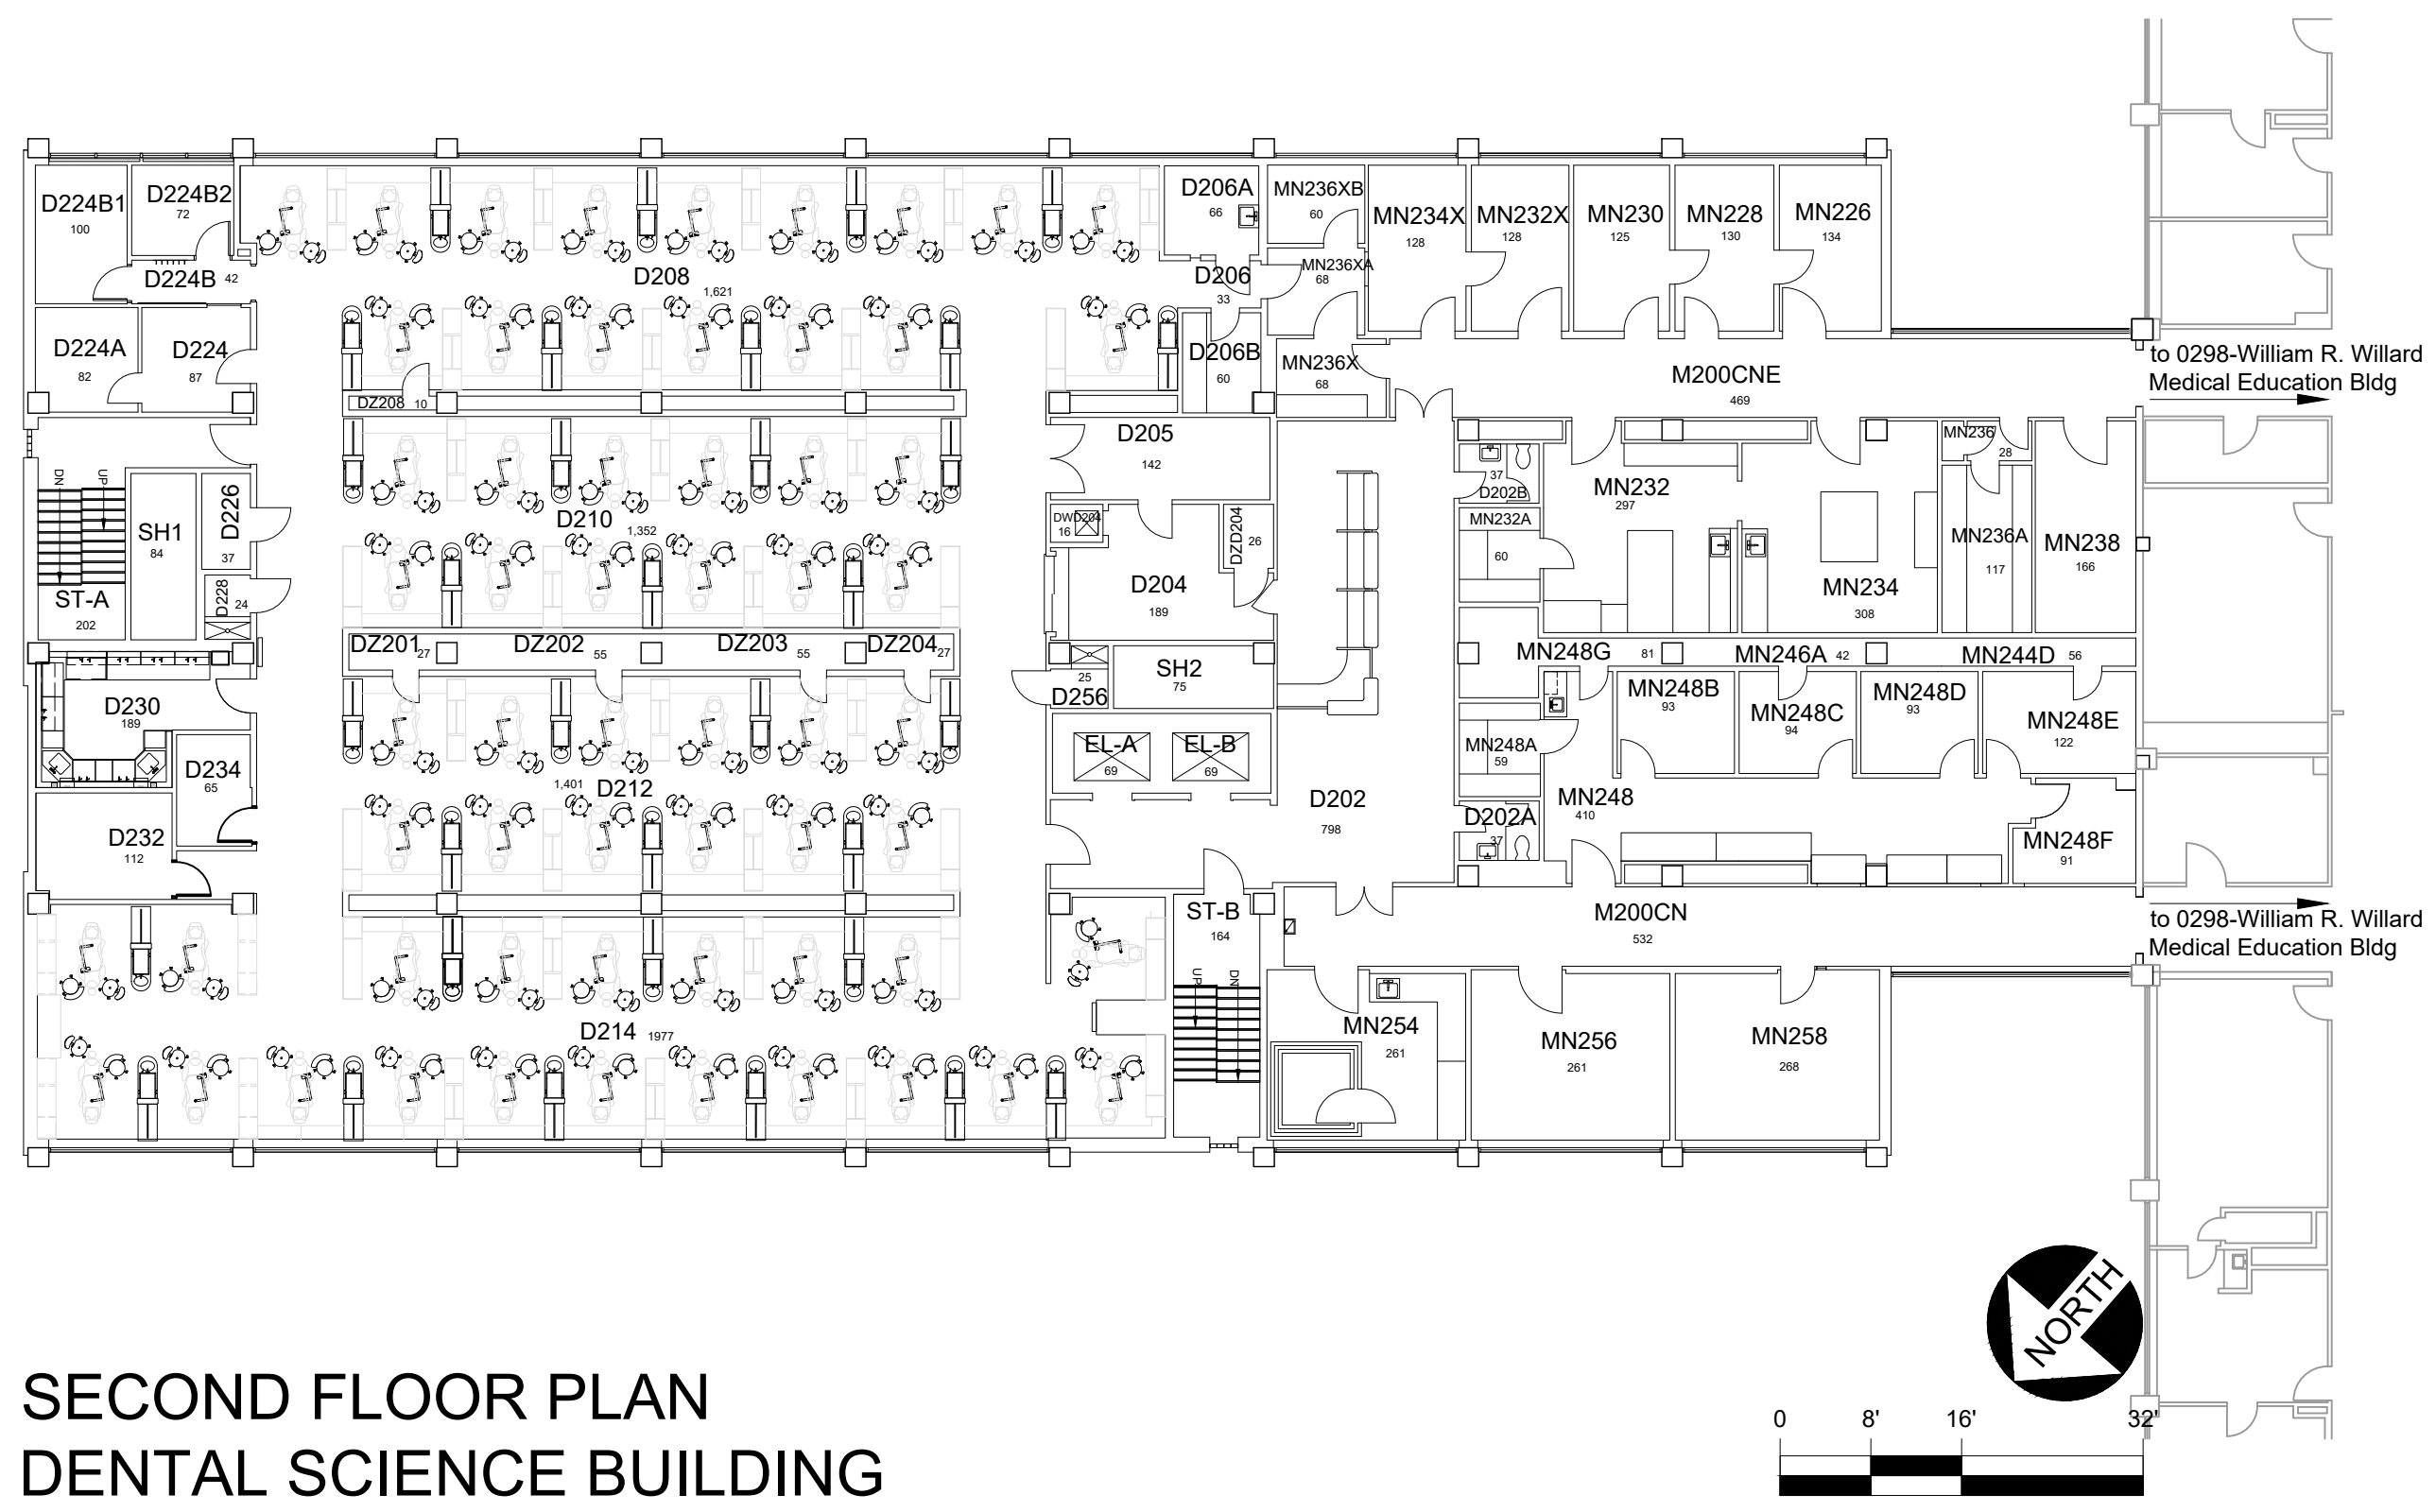 D224B1
100
D224B2
72
D224B 42
D224A
82
D224
87
D208 1,621
DZ208 10
D206A
66
D206
33
D206B
60
MN236XB
60
MN236XA
68
MN236X
68
MN234X
128
MN232X
128
MN230
125
MN228
130
MN226
134
M200CNE
469
to 0298-William R. Willard
Medical Education Bldg
DN
UP
ST-A
202
SH1
84
D226
37
D228
24
D210 1,352
D205
142
DWD204
16
DZD204
26
D204
189
37
D202B
MN232A
60
MN232
297
MN234
308
MN236
28
MN236A
117
MN238
166
DZ201 27
DZ202 55
DZ203 55
DZ204 27
SH2
75
25
D256
MN248G 81
MN246A 42
MN244D 56
D230
189
D234
65
D232
112
1,401 D212
EL-A
69
EL-B
69
D202
798
MN248A
59
D202A
37
MN248B
93
MN248C
94
MN248D
93
MN248E
122
MN248
410
MN248F
91
ST-B
164
UP
DN
M200CN
532
to 0298-William R. Willard
Medical Education Bldg
D214 1977
MN254
261
MN256
261
MN258
268
NORTH
0 8' 16' 32'
SECOND FLOOR PLAN
DENTAL SCIENCE BUILDING